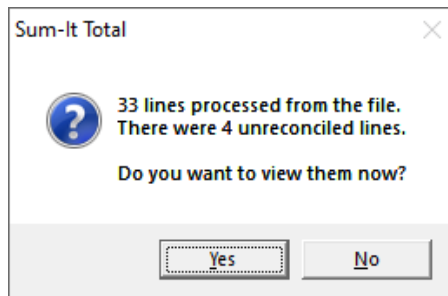 Sum-It Total
33 lines processed from the file.
There were 4 unreconciled lines.
Do you want to view them now?
Yes
No